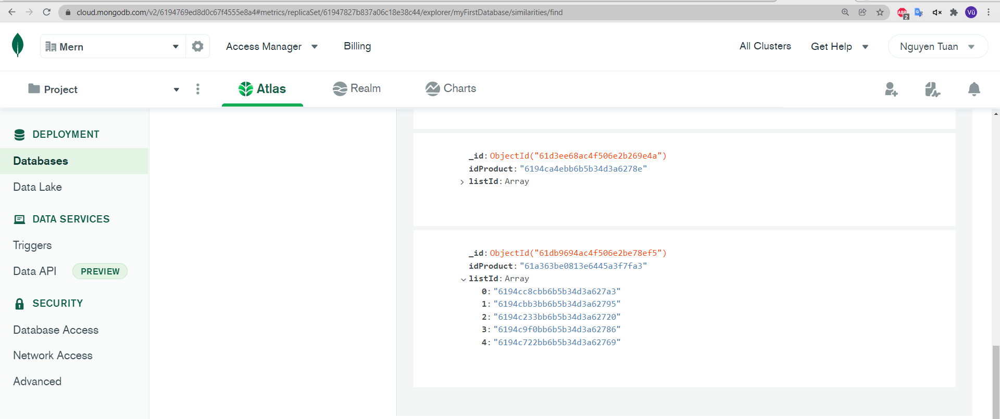 cloud.mongodb.com/v2/6194769ed8d0c67f4555e8a4#metrics/replicaSet/61947827b837a06c18e38c44/explorer/myFirstDatabase/similarities/find
ABP
2
Vũ
Mern
Access Manager
Billing
All Clusters
Get Help
Nguyen Tuan
Project
Atlas
Realm
Charts
DEPLOYMENT
Databases
Data Lake
DATA SERVICES
Triggers
Data API
PREVIEW
SECURITY
Database Access
Network Access
Advanced
_id: ObjectId("61d3ee68ac4f506e2b269e4a")
idProduct: "6194ca4ebb6b5b34d3a6278e"
listId: Array
_id: ObjectId("61db9694ac4f506e2be78ef5")
idProduct: "61a363be0813e6445a3f7fa3"
listId: Array
0: "6194cc8cbb6b5b34d3a627a3"
1: "6194cbb3bb6b5b34d3a62795"
2: "6194c233bb6b5b34d3a62720"
3: "6194c9f0bb6b5b34d3a62786"
4: "6194c722bb6b5b34d3a62769"